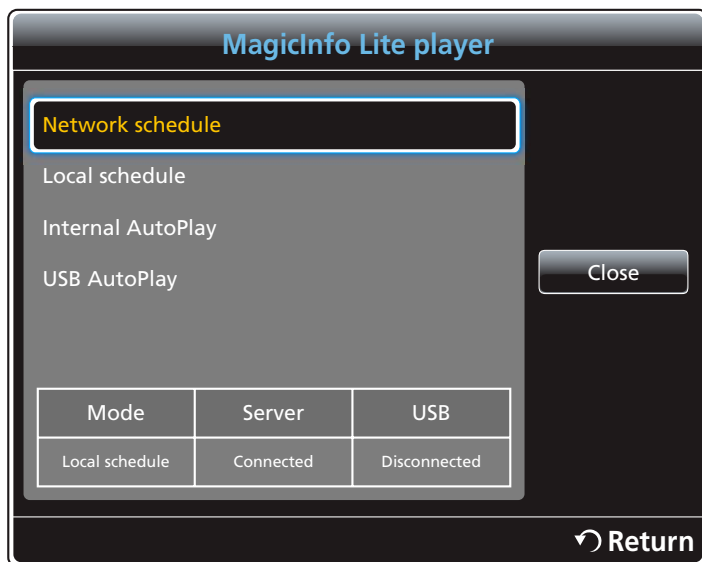 MagicInfo Lite player
Network schedule
Local schedule
Internal AutoPlay
USB AutoPlay
Close
Mode Server USB
Local schedule Connected Disconnected
Return